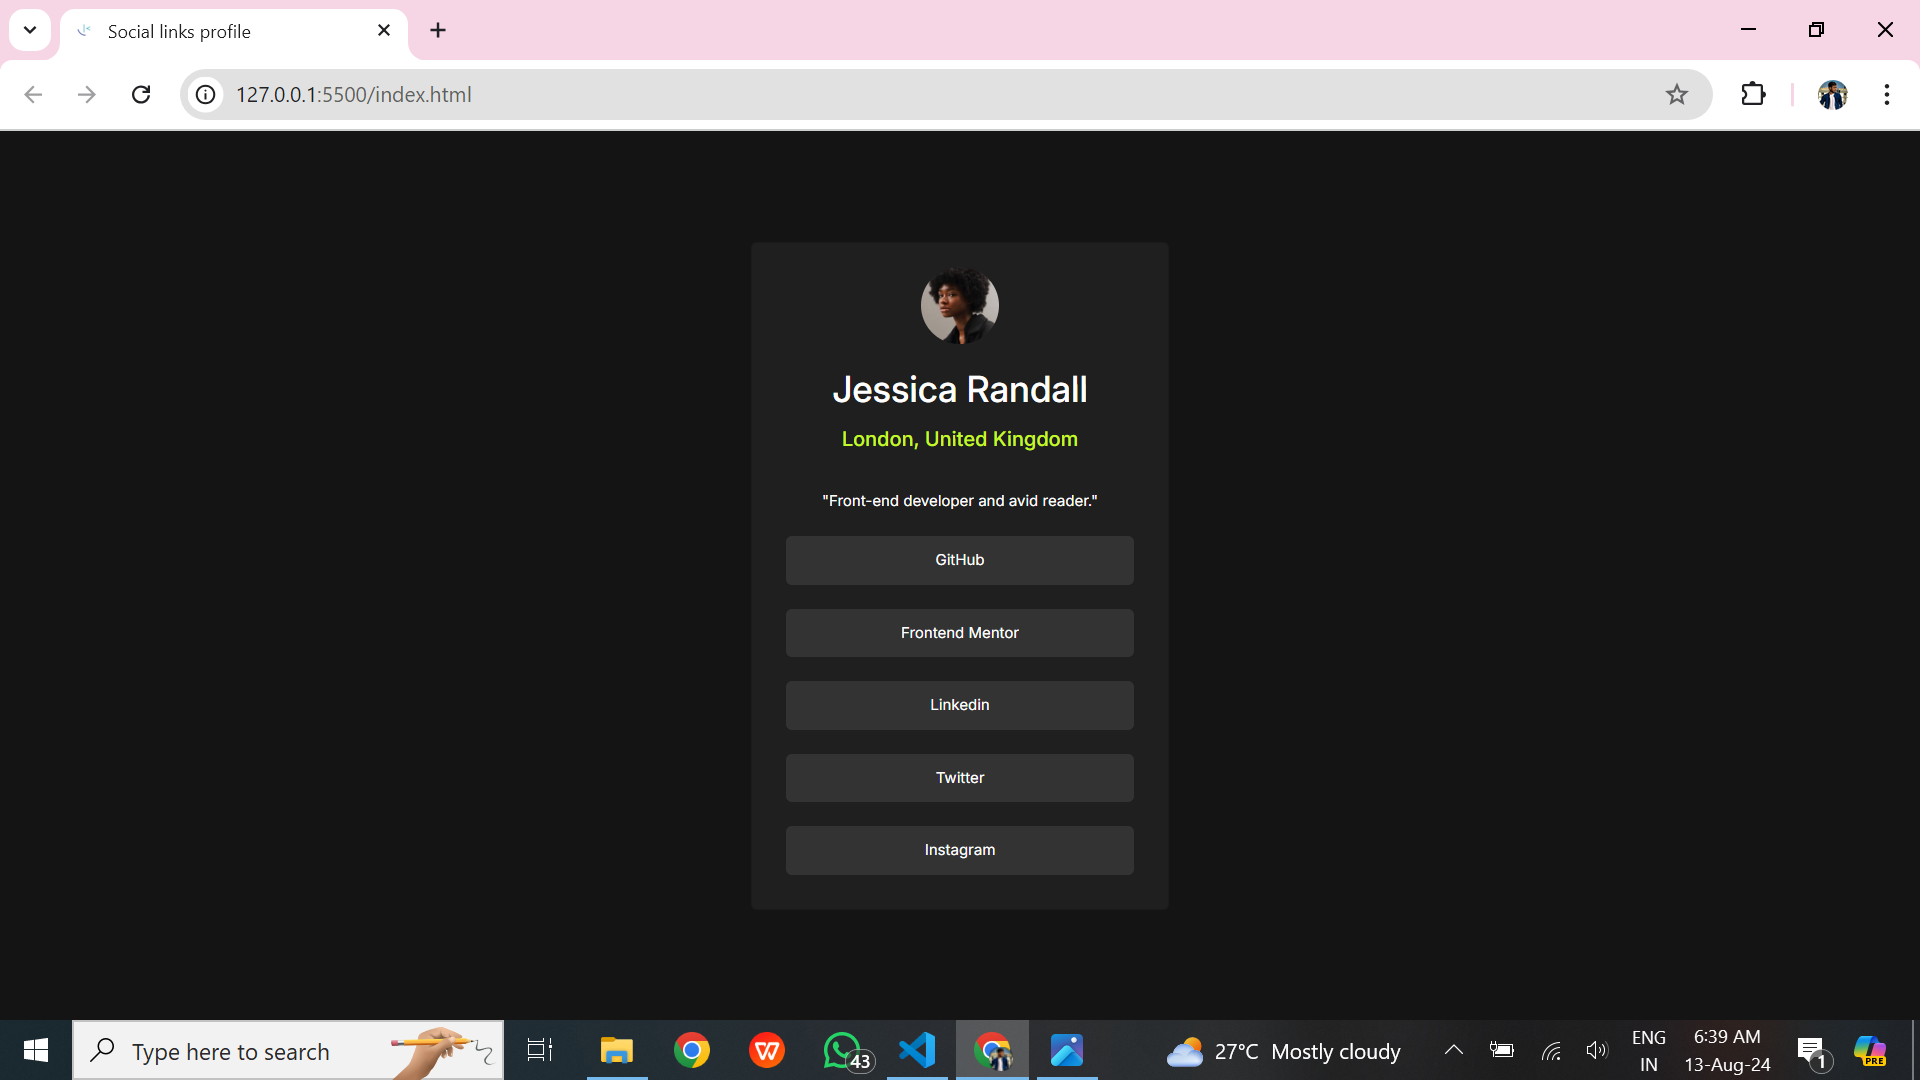 Social links profile
127.0.0.1:5500/index.html
Jessica Randall
London, United Kingdom
"Front-end developer and avid reader."
GitHub
Frontend Mentor
Linkedin
Twitter
Instagram
Type here to search
W
43
27°C Mostly cloudy
ENG
IN
6:39 AM
13-Aug-24
1
PRE